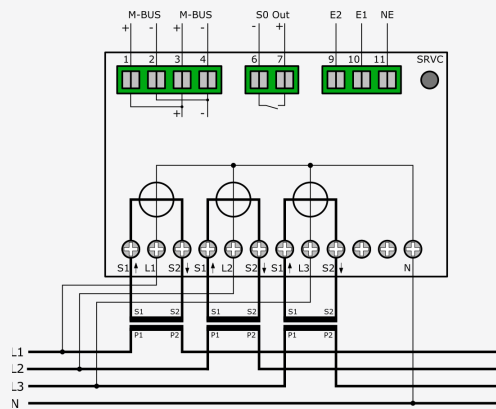 M-BUS M-BUS S0 Out E2 E1 NE
+ - + - - +
1 2 3 4 6 7 9 10 11 SRVC
+ -
S1 L1 S2 S1 L2 S2 S1 L3 S2 N
S1 S2 S1 S2 S1 S2
P1 P2 P1 P2 P1 P2
L1
L2
L3
N